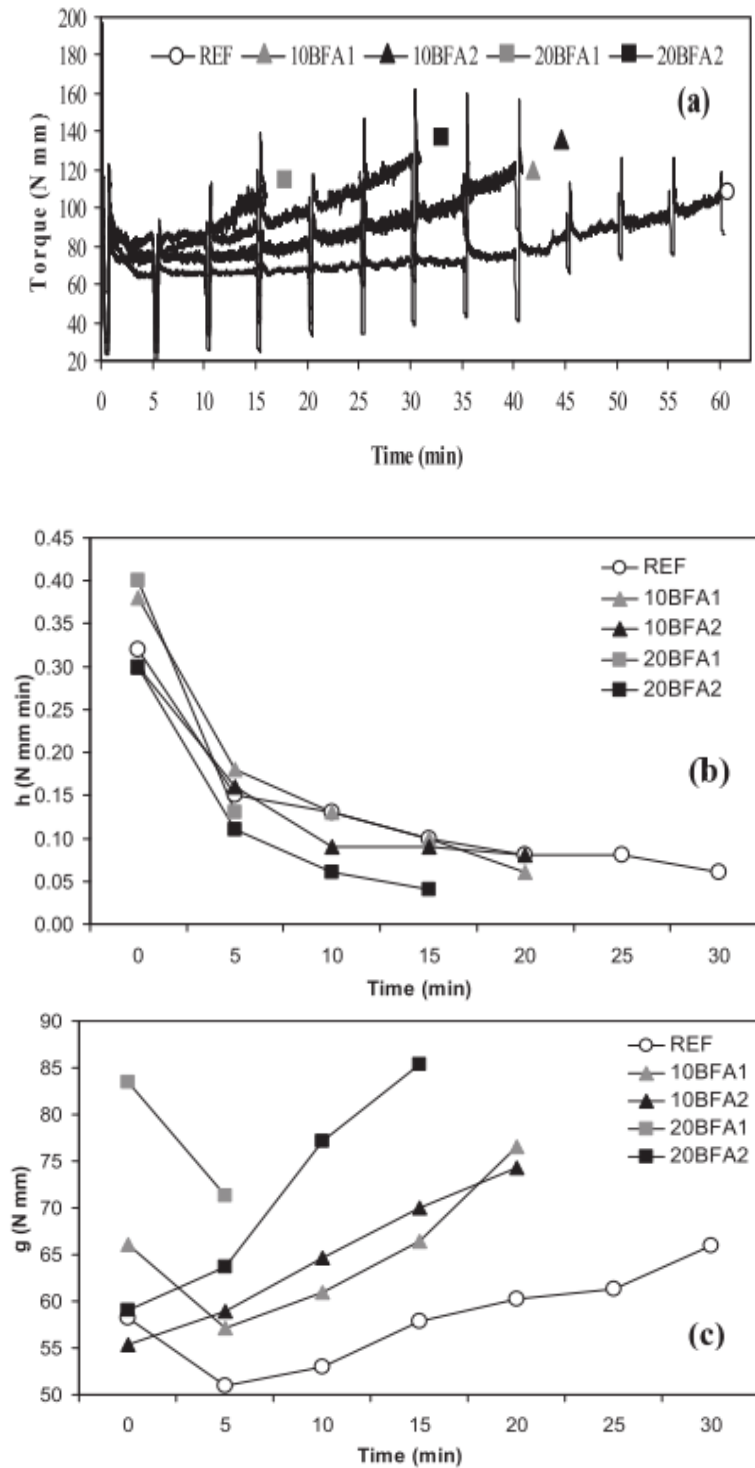 200
180
160
140
120
100
80
60
40
20
Torque (N mm)
REF 10BFA1 10BFA2 20BFA1 20BFA2
(a)
0 5 10 15 20 25 30 35 40 45 50 55 60
Time (min)
0.45
0.40
0.35
0.30
0.25
0.20
0.15
0.10
0.05
0.00
h (N mm min)
REF
10BFA1
10BFA2
20BFA1
20BFA2
(b)
0 5 10 15 20 25 30
Time (min)
90
85
80
75
70
65
60
55
50
g (N mm)
REF
10BFA1
10BFA2
20BFA1
20BFA2
(c)
0 5 10 15 20 25 30
Time (min)